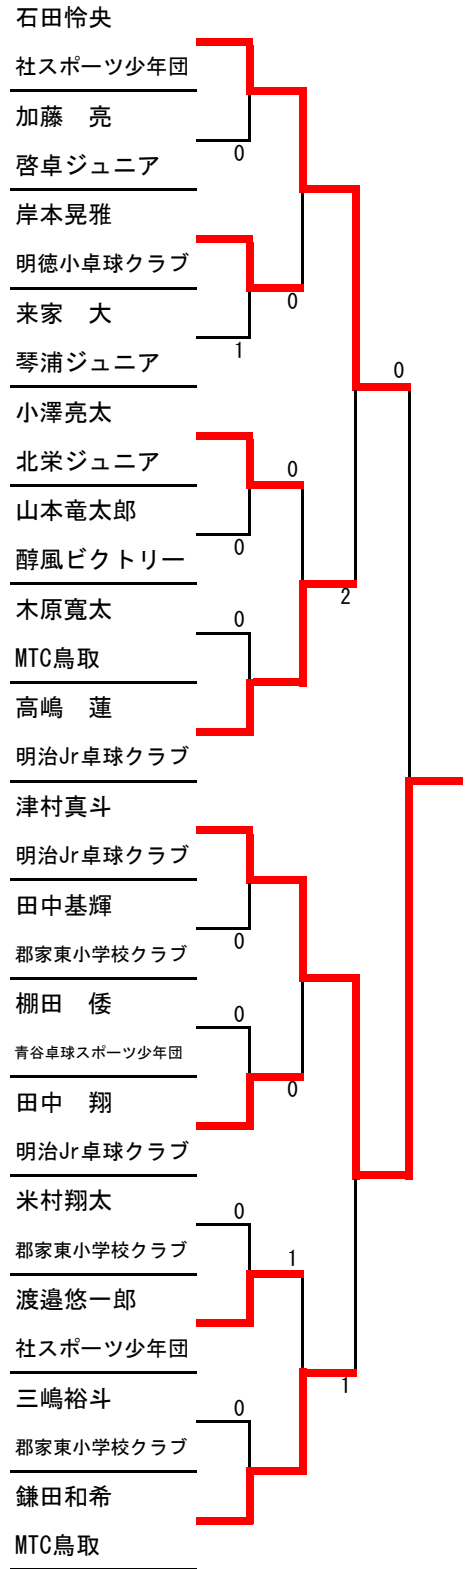 石田怜央
社スポーツ少年団
加藤　亮
0
啓卓ジュニア
岸本晃雅
明徳小卓球クラブ
0
来家　大
1
琴浦ジュニア
0
小澤亮太
北栄ジュニア
0
山本竜太郎
0
醇風ビクトリー
2
木原寛太
0
MTC鳥取
高嶋　蓮
明治Jr卓球クラブ
津村真斗
明治Jr卓球クラブ
田中基輝
0
郡家東小学校クラブ
棚田　倭
0
青谷卓球スポーツ少年団
0
田中　翔
明治Jr卓球クラブ
米村翔太
0
郡家東小学校クラブ
1
渡邉悠一郎
社スポーツ少年団
1
三嶋裕斗
0
郡家東小学校クラブ
鎌田和希
MTC鳥取